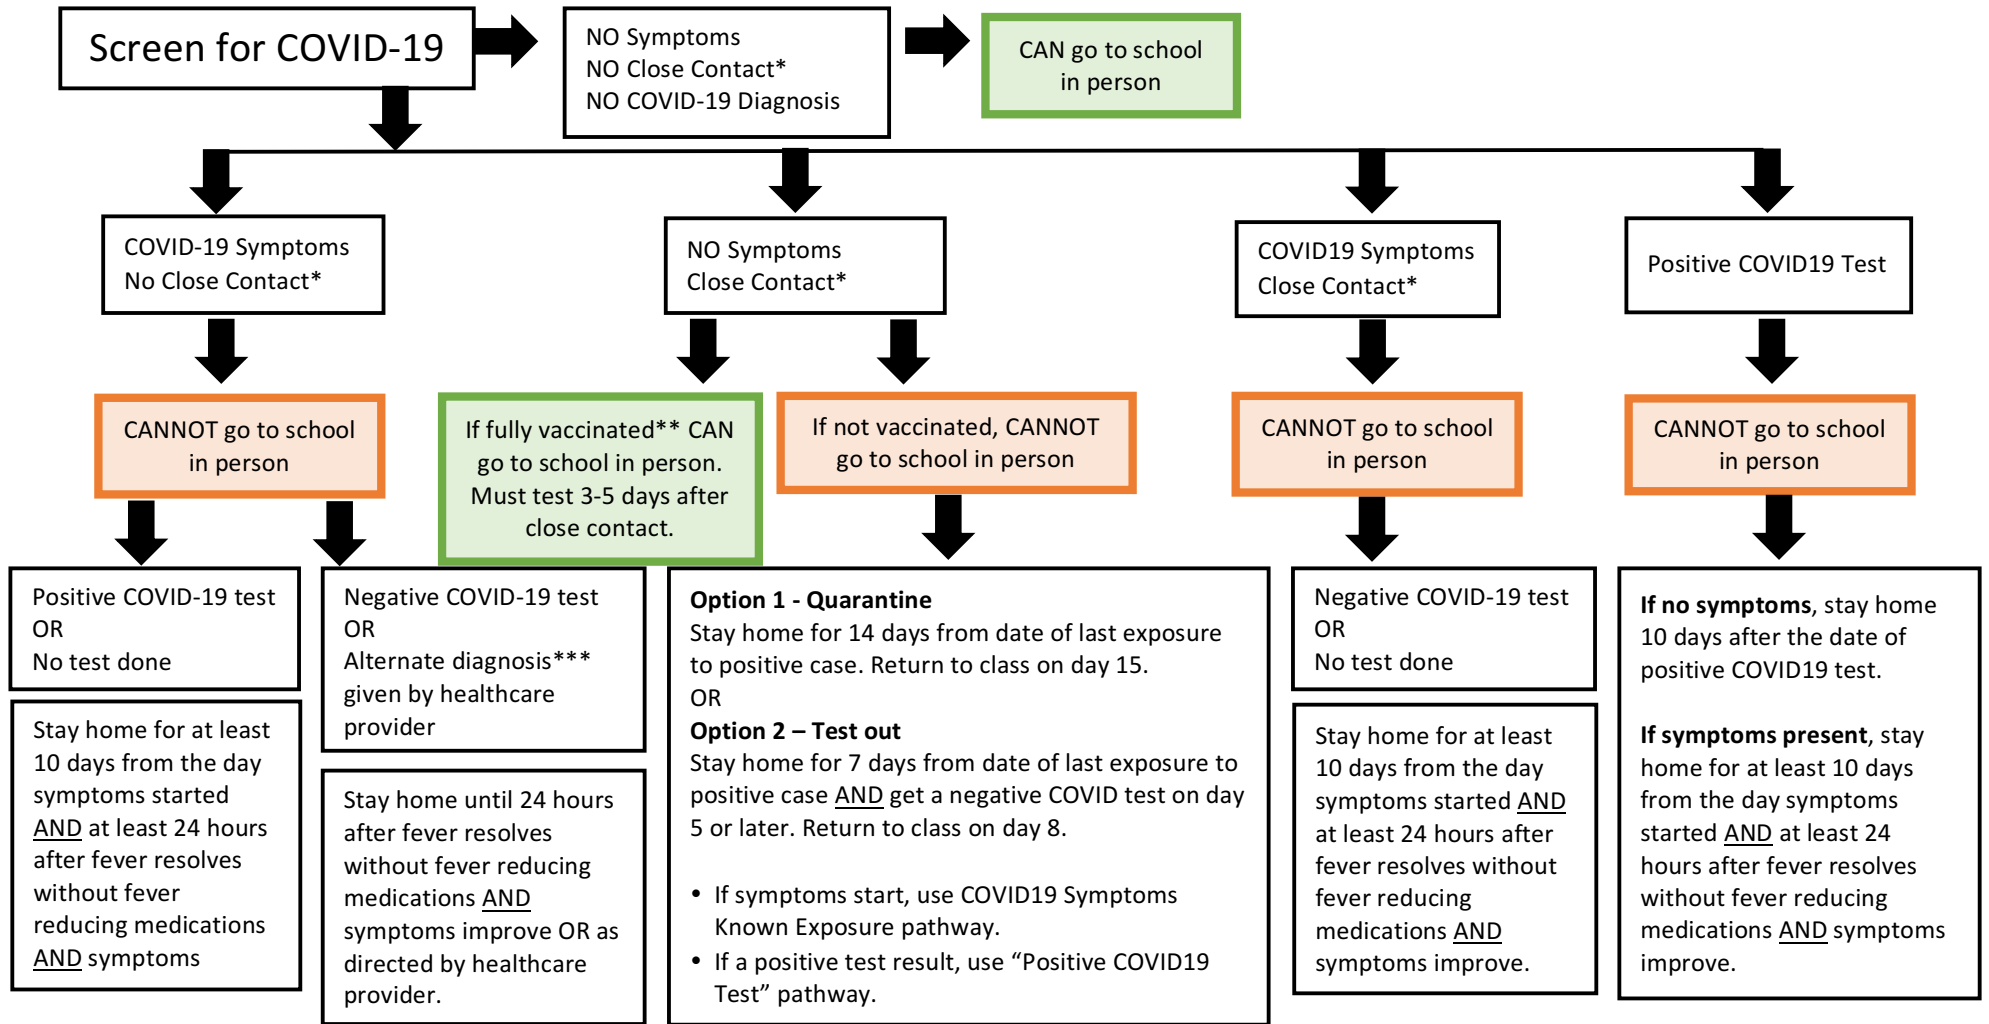 Screen for COVID-19
NO Symptoms
NO Close Contact*
NO COVID-19 Diagnosis
CAN go to school
in person
COVID-19 Symptoms
No Close Contact*
NO Symptoms
Close Contact*
COVID19 Symptoms
Close Contact*
Positive COVID19 Test
CANNOT go to school
in person
If fully vaccinated** CAN
go to school in person.
Must test 3-5 days after
close contact.
If not vaccinated, CANNOT
go to school in person
CANNOT go to school
in person
CANNOT go to school
in person
Positive COVID-19 test
OR
No test done
Stay home for at least
10 days from the day
symptoms started
AND at least 24 hours
after fever resolves
without fever
reducing medications
AND symptoms
Negative COVID-19 test
OR
Alternate diagnosis***
given by healthcare
provider
Stay home until 24 hours
after fever resolves
without fever reducing
medications AND
symptoms improve OR as
directed by healthcare
provider.
Option 1 - Quarantine
Stay home for 14 days from date of last exposure
to positive case. Return to class on day 15.
OR
Option 2 – Test out
Stay home for 7 days from date of last exposure to
positive case AND get a negative COVID test on day
5 or later. Return to class on day 8.
• If symptoms start, use COVID19 Symptoms
Known Exposure pathway.
• If a positive test result, use “Positive COVID19
Test” pathway.
Negative COVID-19 test
OR
No test done
Stay home for at least
10 days from the day
symptoms started AND
at least 24 hours after
fever resolves without
fever reducing
medications AND
symptoms improve.
If no symptoms, stay home
10 days after the date of
positive COVID19 test.
If symptoms present, stay
home for at least 10 days
from the day symptoms
started AND at least 24
hours after fever resolves
without fever reducing
medications AND symptoms
improve.